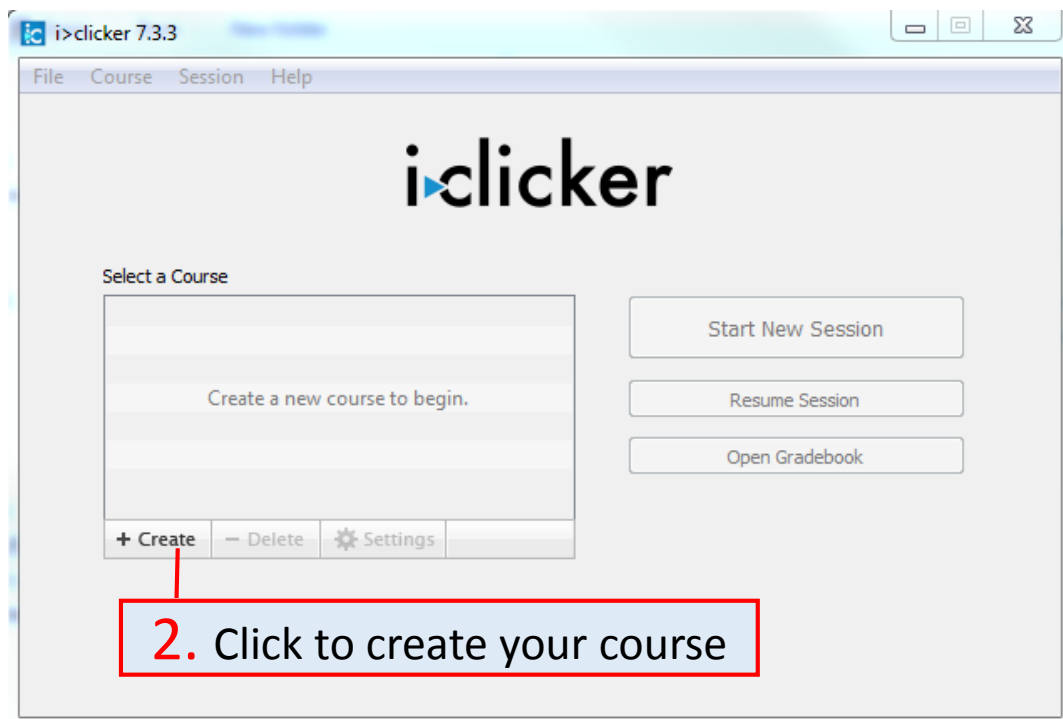 i>clicker 7.3.3
File Course Session Help
i>clicker
Select a Course
Start New Session
Create a new course to begin.
Resume Session
Open Gradebook
+ Create − Delete Settings
2. Click to create your course